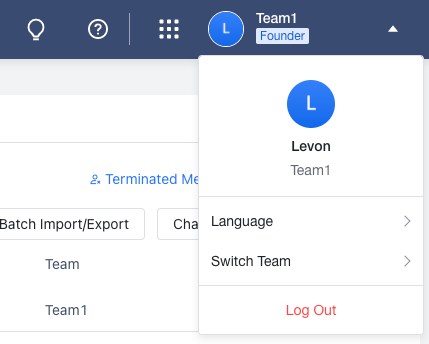 L
Team1
Founder
L
Levon
Team1
Terminated Me
Batch Import/Export
Cha
Language
Team
Switch Team
Team1
Log Out